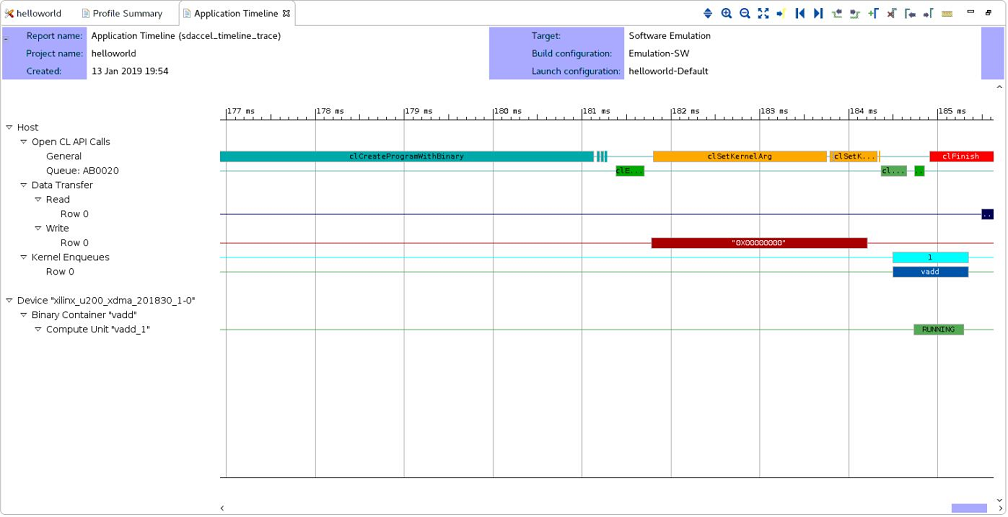 helloworld Profile Summary Application Timeline
Report name: Application Timeline (sdaccel_timeline_trace) Target: Software Emulation
Project name: helloworld Build configuration: Emulation-SW
Created: 13 Jan 2019 19:54 Launch configuration: helloworld-Default
177 ms 178 ms 179 ms 180 ms 181 ms 182 ms 183 ms 184 ms 185 ms
Host
Open CL API Calls
General clCreateProgramWithBinary clSetKernelArg clSetK... clFinish
Queue: AB0020 clE... cl... ..
Data Transfer
Read
Row 0 ..
Write
Row 0 "0X00000000"
Kernel Enqueues 1
Row 0 vadd
Device "xilinx_u200_xdma_201830_1-0"
Binary Container "vadd"
Compute Unit "vadd_1" RUNNING